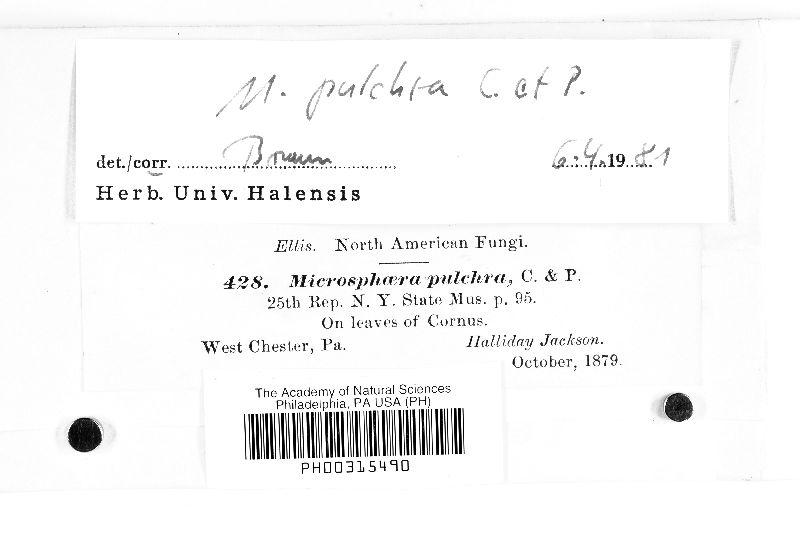 M. pulchra C. et P.
det./corr. Braun 6.4.1981
Herb. Univ. Halensis
Ellis. North American Fungi.
428. Microsphæra pulchra, C. & P.
25th Rep. N. Y. State Mus. p. 95.
On leaves of Cornus.
West Chester, Pa. Halliday Jackson.
October, 1879.
The Academy of Natural Sciences
Philadelphia, PA USA (PH)
PH00315490